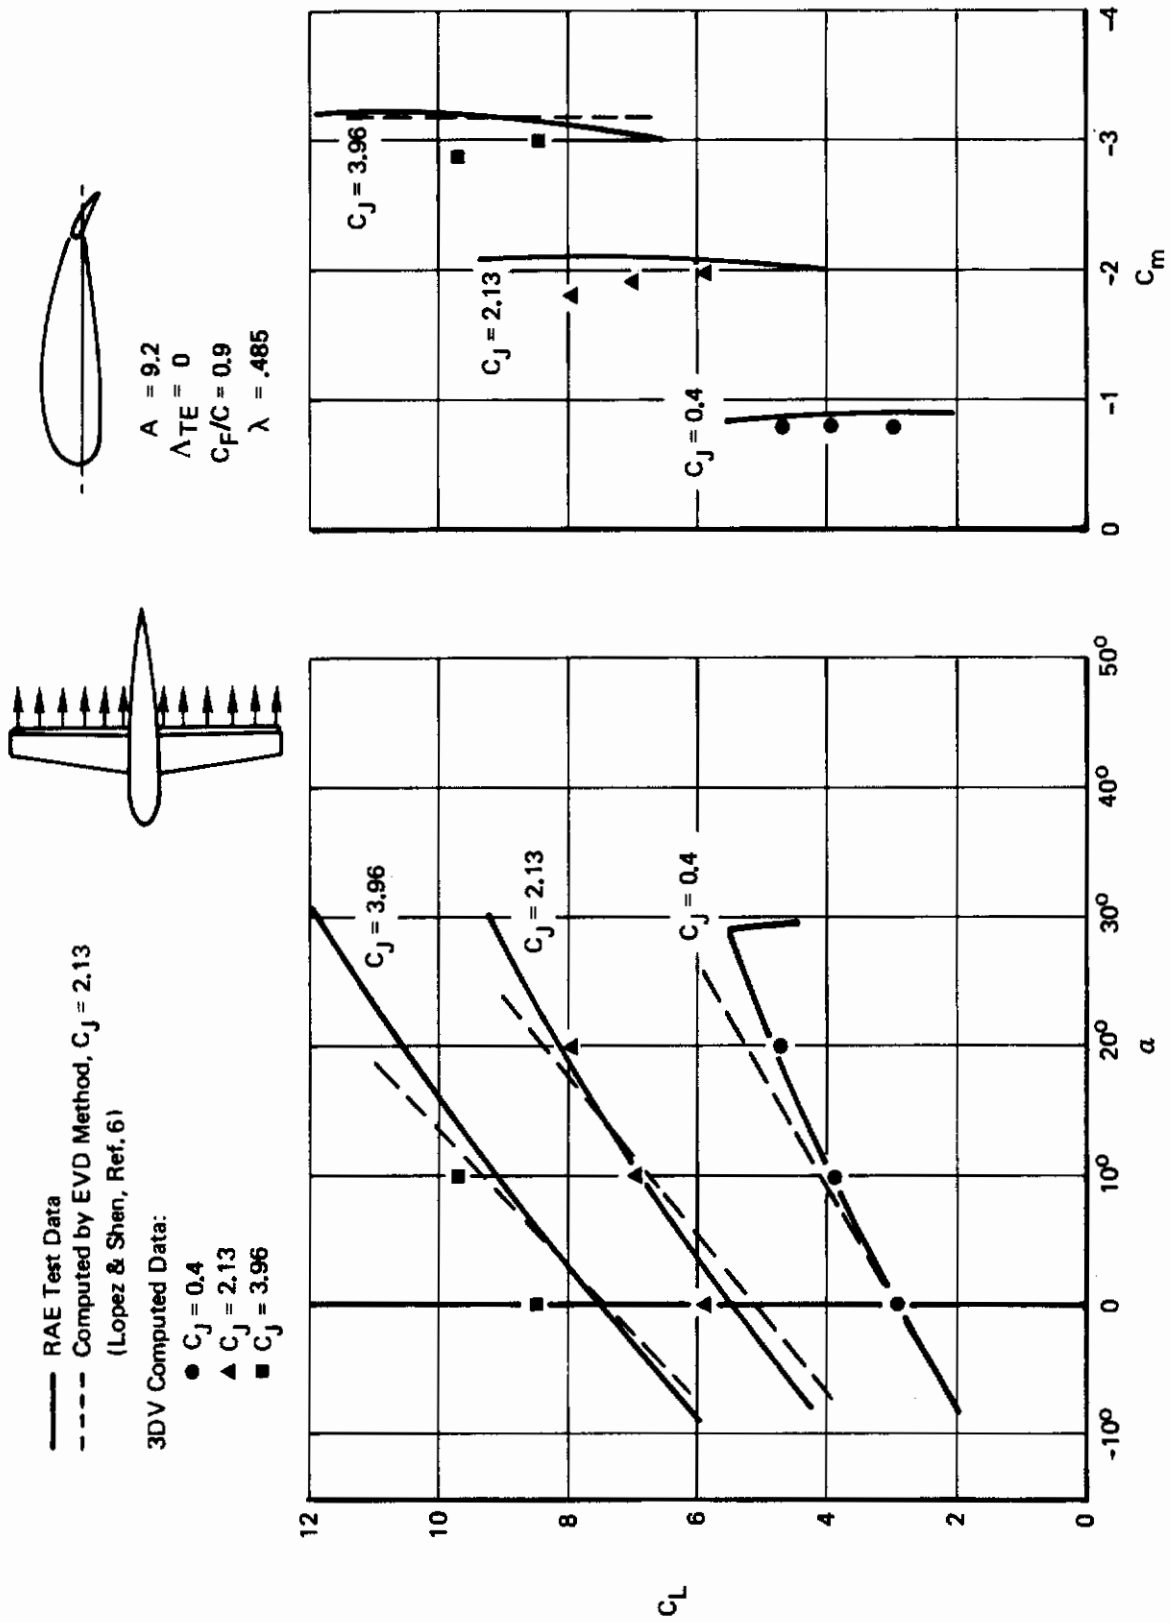 RAE Test Data
Computed by EVD Method, CJ = 2.13
(Lopez & Shen, Ref. 6)
3DV Computed Data:
CJ = 0.4
CJ = 2.13
CJ = 3.96
A = 9.2
ΛTE = 0
CF/C = 0.9
λ = .485
CL
12
10
8
6
4
2
0
CJ = 3.96
CJ = 2.13
CJ = 0.4
-10° 0 10° 20° 30° 40° 50°
α
CJ = 3.96
CJ = 2.13
CJ = 0.4
0 -1 -2 -3 -4
Cm